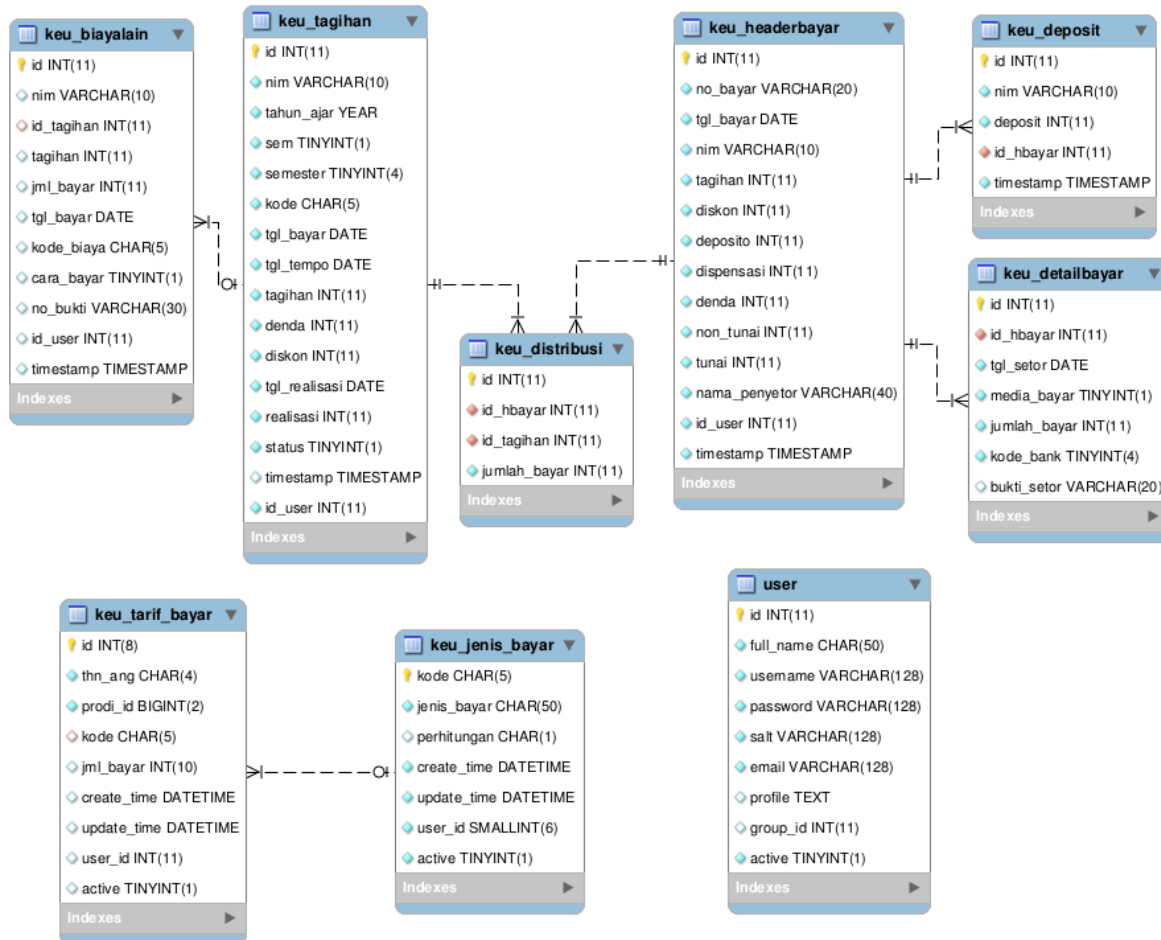 keu_biayalain
id INT(11)
nim VARCHAR(10)
id_tagihan INT(11)
tagihan INT(11)
jml_bayar INT(11)
tgl_bayar DATE
kode_biaya CHAR(5)
cara_bayar TINYINT(1)
no_bukti VARCHAR(30)
id_user INT(11)
timestamp TIMESTAMP
Indexes
keu_tagihan
id INT(11)
nim VARCHAR(10)
tahun_ajar YEAR
sem TINYINT(1)
semester TINYINT(4)
kode CHAR(5)
tgl_bayar DATE
tgl_tempo DATE
tagihan INT(11)
denda INT(11)
diskon INT(11)
tgl_realisasi DATE
realisasi INT(11)
status TINYINT(1)
timestamp TIMESTAMP
id_user INT(11)
Indexes
keu_distribusi
id INT(11)
id_hbayar INT(11)
id_tagihan INT(11)
jumlah_bayar INT(11)
Indexes
keu_headerbayar
id INT(11)
no_bayar VARCHAR(20)
tgl_bayar DATE
nim VARCHAR(10)
tagihan INT(11)
diskon INT(11)
deposito INT(11)
dispensasi INT(11)
denda INT(11)
non_tunai INT(11)
tunai INT(11)
nama_penyetor VARCHAR(40)
id_user INT(11)
timestamp TIMESTAMP
Indexes
keu_deposit
id INT(11)
nim VARCHAR(10)
deposit INT(11)
id_hbayar INT(11)
timestamp TIMESTAMP
Indexes
keu_detailbayar
id INT(11)
id_hbayar INT(11)
tgl_setor DATE
media_bayar TINYINT(1)
jumlah_bayar INT(11)
kode_bank TINYINT(4)
bukti_setor VARCHAR(20)
Indexes
keu_tarif_bayar
id INT(8)
thn_ang CHAR(4)
prodi_id BIGINT(2)
kode CHAR(5)
jml_bayar INT(10)
create_time DATETIME
update_time DATETIME
user_id INT(11)
active TINYINT(1)
Indexes
keu_jenis_bayar
kode CHAR(5)
jenis_bayar CHAR(50)
perhitungan CHAR(1)
create_time DATETIME
update_time DATETIME
user_id SMALLINT(6)
active TINYINT(1)
Indexes
user
id INT(11)
full_name CHAR(50)
username VARCHAR(128)
password VARCHAR(128)
salt VARCHAR(128)
email VARCHAR(128)
profile TEXT
group_id INT(11)
active TINYINT(1)
Indexes